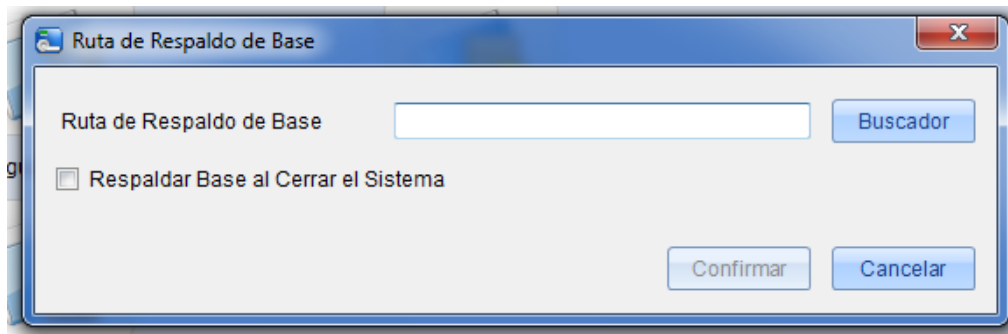 Ruta de Respaldo de Base
Ruta de Respaldo de Base
Buscador
Respaldar Base al Cerrar el Sistema
Confirmar
Cancelar